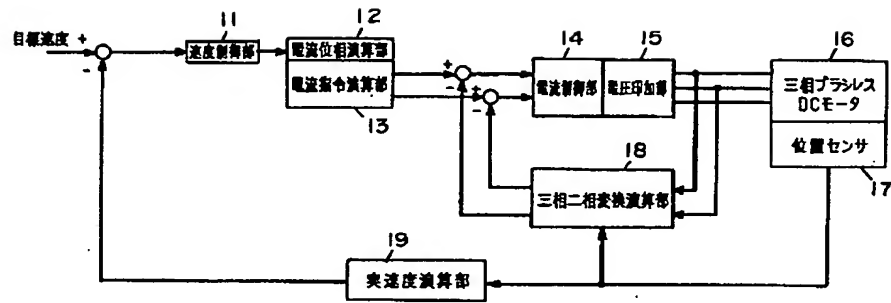 目標速度 +
-
11
速度制御部
12
電流位相演算部
電流指令演算部
13
+
-
+
-
14
電流制御部
15
電圧印加部
16
三相ブラシレス
DCモータ
位置センサ
17
18
三相二相変換演算部
19
実速度演算部